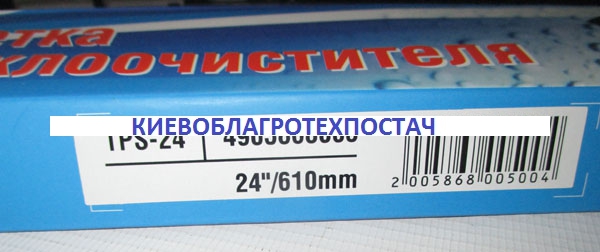 етка
клоочистителя
КИЕВОБЛАГРОТЕХПОСТАЧ
TPS-24
24"/610mm
2 005868 005004